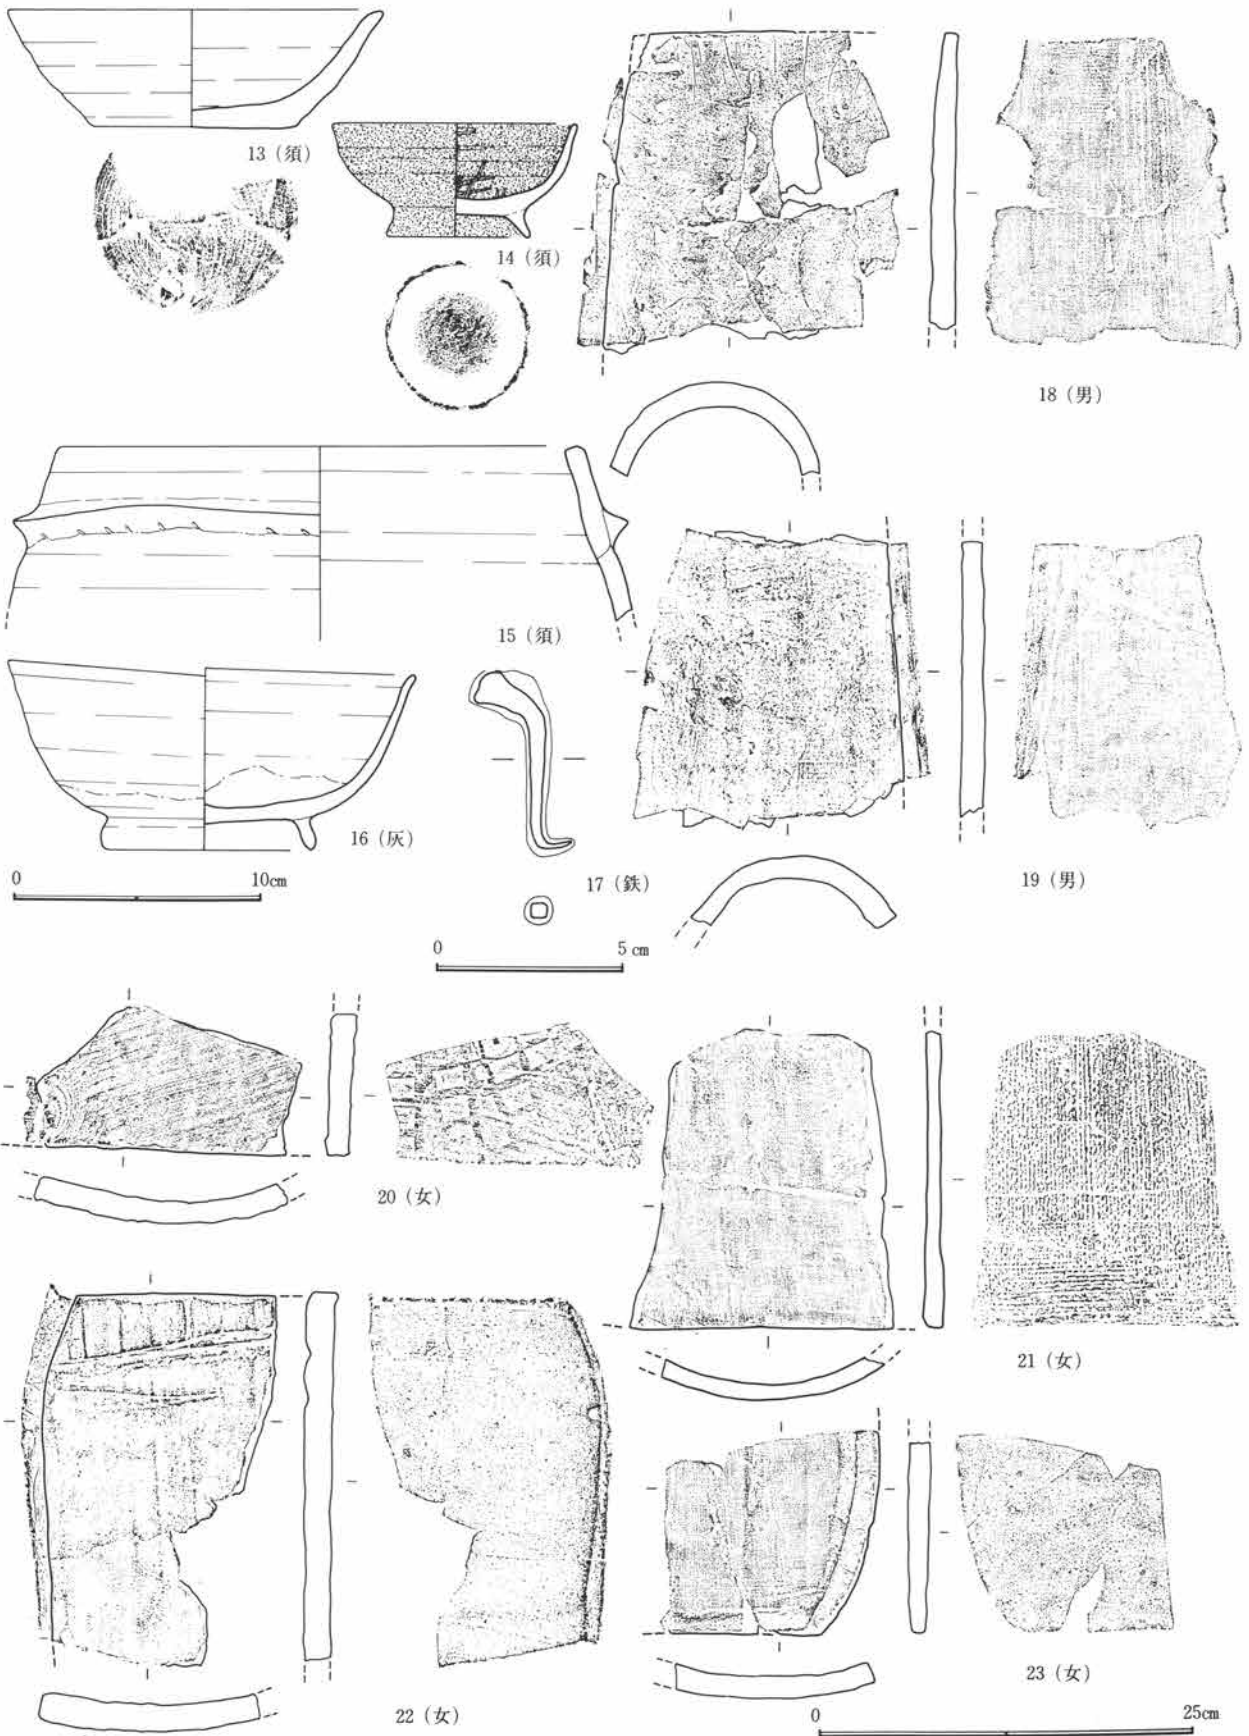 13（須）
14（須）
18（男）
15（須）
16（灰）
0 10cm
17（鉄）
0 5 cm
19（男）
20（女）
21（女）
22（女）
23（女）
0 25cm